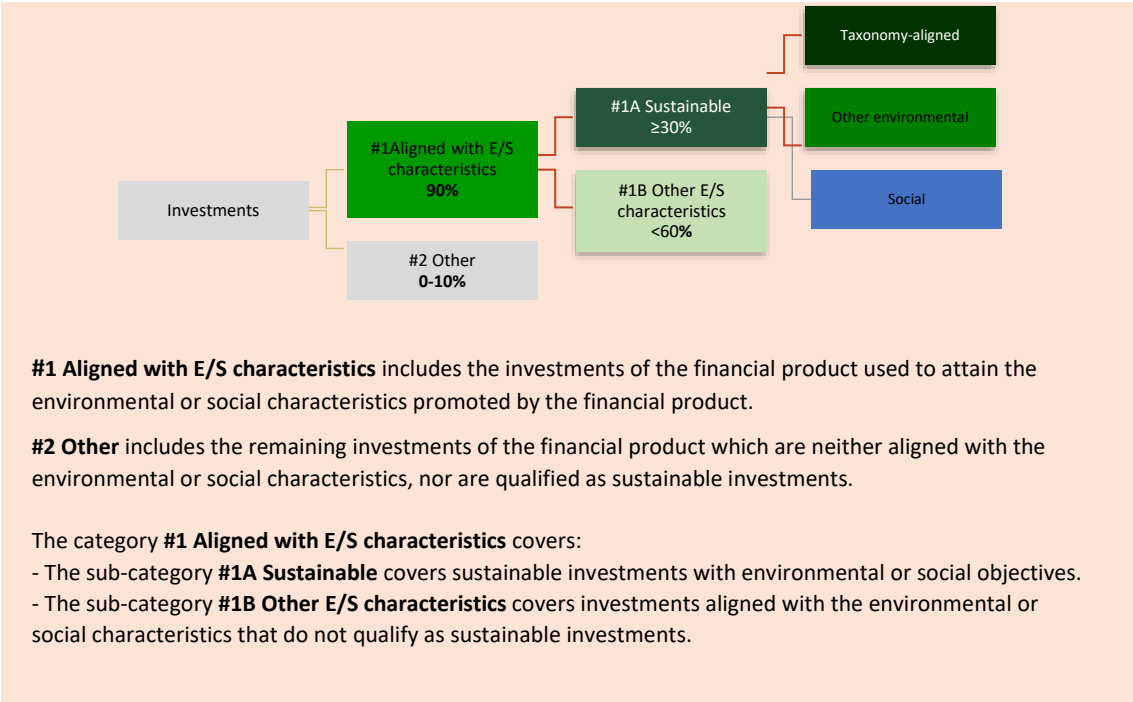 Taxonomy-aligned
#1A Sustainable
≥30%
Other environmental
#1Aligned with E/S
characteristics
90%
#1B Other E/S
characteristics
<60%
Social
Investments
#2 Other
0-10%
#1 Aligned with E/S characteristics includes the investments of the financial product used to attain the
environmental or social characteristics promoted by the financial product.
#2 Other includes the remaining investments of the financial product which are neither aligned with the
environmental or social characteristics, nor are qualified as sustainable investments.
The category #1 Aligned with E/S characteristics covers:
- The sub-category #1A Sustainable covers sustainable investments with environmental or social objectives.
- The sub-category #1B Other E/S characteristics covers investments aligned with the environmental or
social characteristics that do not qualify as sustainable investments.